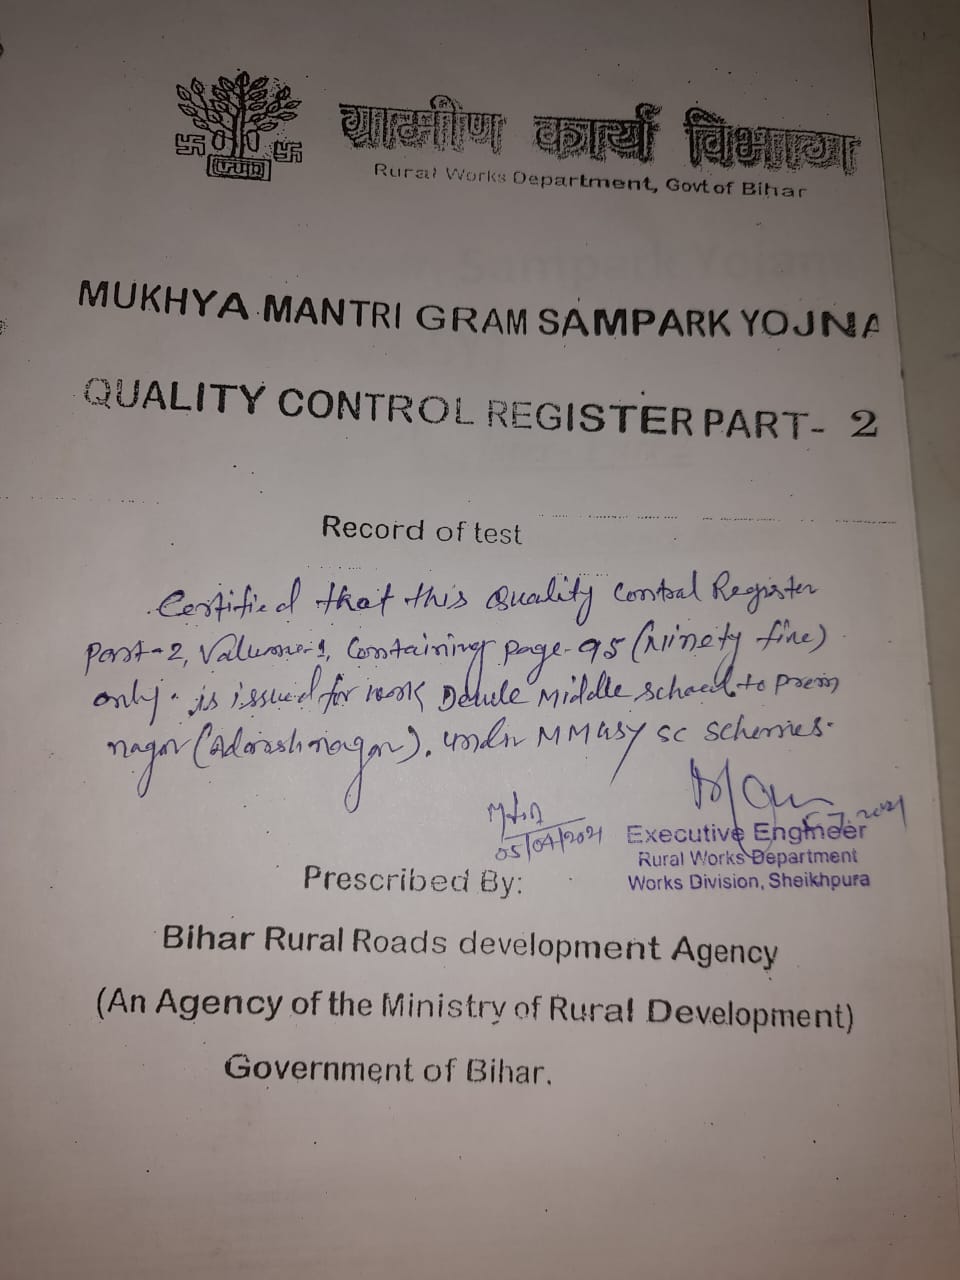 ग्रामीण कार्य विभाग
Rural Works Department, Govt of Bihar
MUKHYA MANTRI GRAM SAMPARK YOJNA
QUALITY CONTROL REGISTER PART- 2
Record of test
Certified that this Quality Control Register
Part-2, Volume-1, Containing page-95 (Ninety five)
only. is issued for work Middle school to Prem
nagar (Adarsh nagar). under MMGSY SC Schemes.
05/04/2021
Executive Engineer
Rural Works Department
Works Division, Sheikhpura
Prescribed By:
Bihar Rural Roads development Agency
(An Agency of the Ministry of Rural Development)
Government of Bihar.